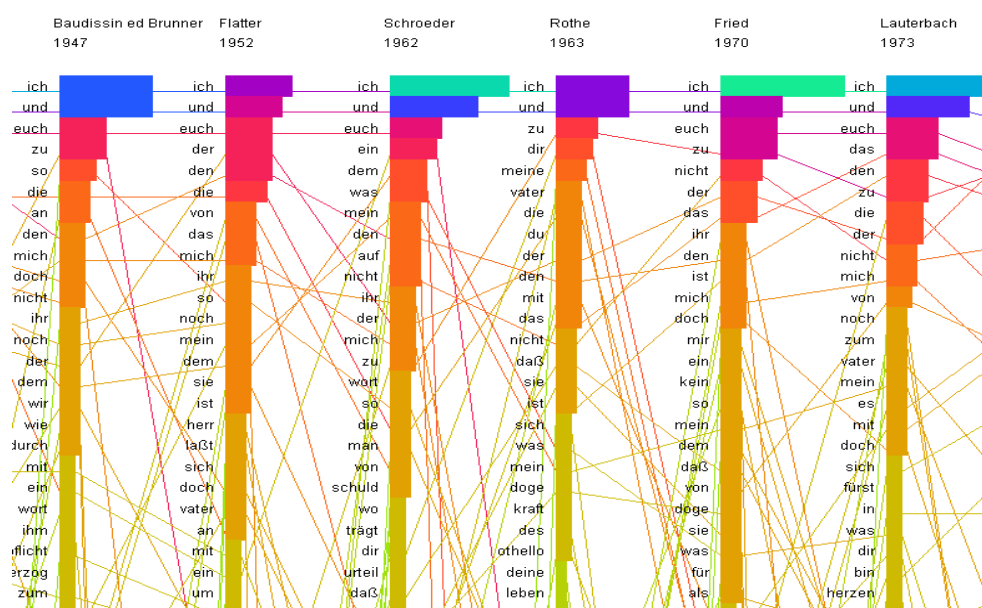 Baudissin ed Brunner
1947
ich
und
euch
zu
so
die
an
den
mich
doch
nicht
ihr
noch
der
dem
wir
wie
durch
mit
ein
wort
ihm
flicht
erzog
zum
Flatter
1952
ich
und
euch
der
den
die
von
das
mich
ihr
so
noch
mein
dem
sie
ist
herr
laßt
sich
doch
vater
an
mit
ein
um
Schroeder
1962
ich
und
euch
ein
dem
was
mein
den
auf
nicht
ihr
der
mich
zu
wort
so
die
man
von
schuld
wo
trägt
dir
urteil
daß
Rothe
1963
ich
und
zu
dir
meine
vater
die
du
der
den
mit
das
nicht
daß
sie
ist
sich
was
mein
doge
kraft
des
othello
deine
leben
Fried
1970
ich
und
euch
zu
nicht
der
das
ihr
den
ist
mich
doch
mir
ein
kein
so
mein
dem
daß
von
doge
sie
was
für
als
Lauterbach
1973
ich
und
euch
das
den
zu
die
der
nicht
mich
von
noch
zum
vater
mein
es
mit
doch
sich
fürst
in
was
dir
bin
herzen